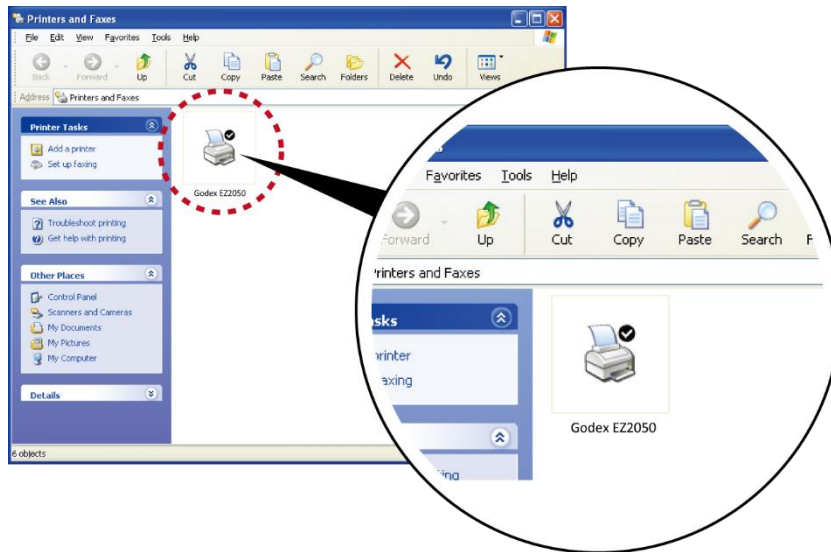 Printers and Faxes
File Edit View Favorites Tools Help
Back Forward Up Cut Copy Paste Search Folders Delete Undo Views
Address Printers and Faxes
Printer Tasks
Add a printer
Set up faxing
See Also
Troubleshoot printing
Get help with printing
Other Places
Control Panel
Scanners and Cameras
My Documents
My Pictures
My Computer
Details
6 objects
Godex EZ2050
Favorites Tools Help
Forward Up Cut Copy Paste Search F
Printers and Faxes
asks
printer
faxing
Godex EZ2050